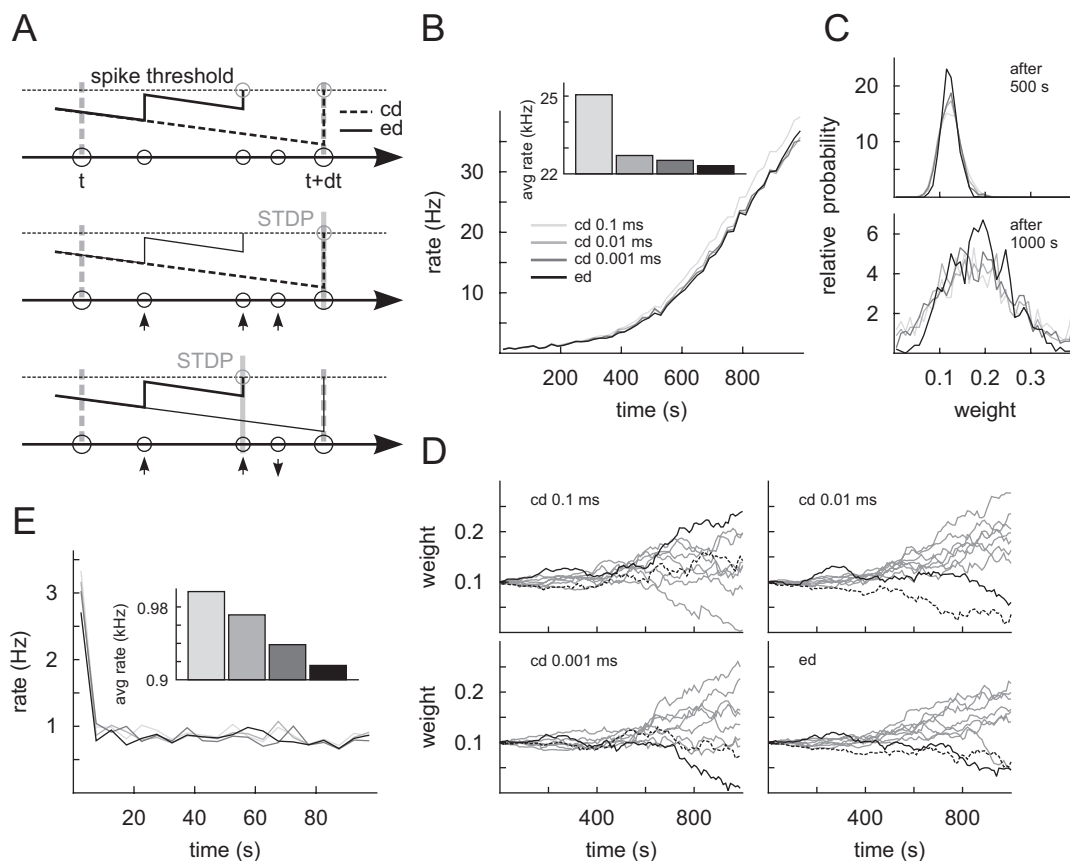 A
spike threshold
cd
ed
t
t+dt
STDP
STDP
B
rate (Hz)
30
20
10
200
400
600
800
time (s)
avg rate (kHz)
25
22
cd 0.1 ms
cd 0.01 ms
cd 0.001 ms
ed
C
relative probability
20
10
after
500 s
6
4
2
after
1000 s
0.1
0.2
0.3
weight
D
cd 0.1 ms
weight
0.2
0.1
cd 0.01 ms
cd 0.001 ms
weight
0.2
0.1
400
800
time (s)
ed
400
800
time (s)
E
rate (Hz)
3
2
1
20
40
60
80
time (s)
avg rate (kHz)
0.98
0.9